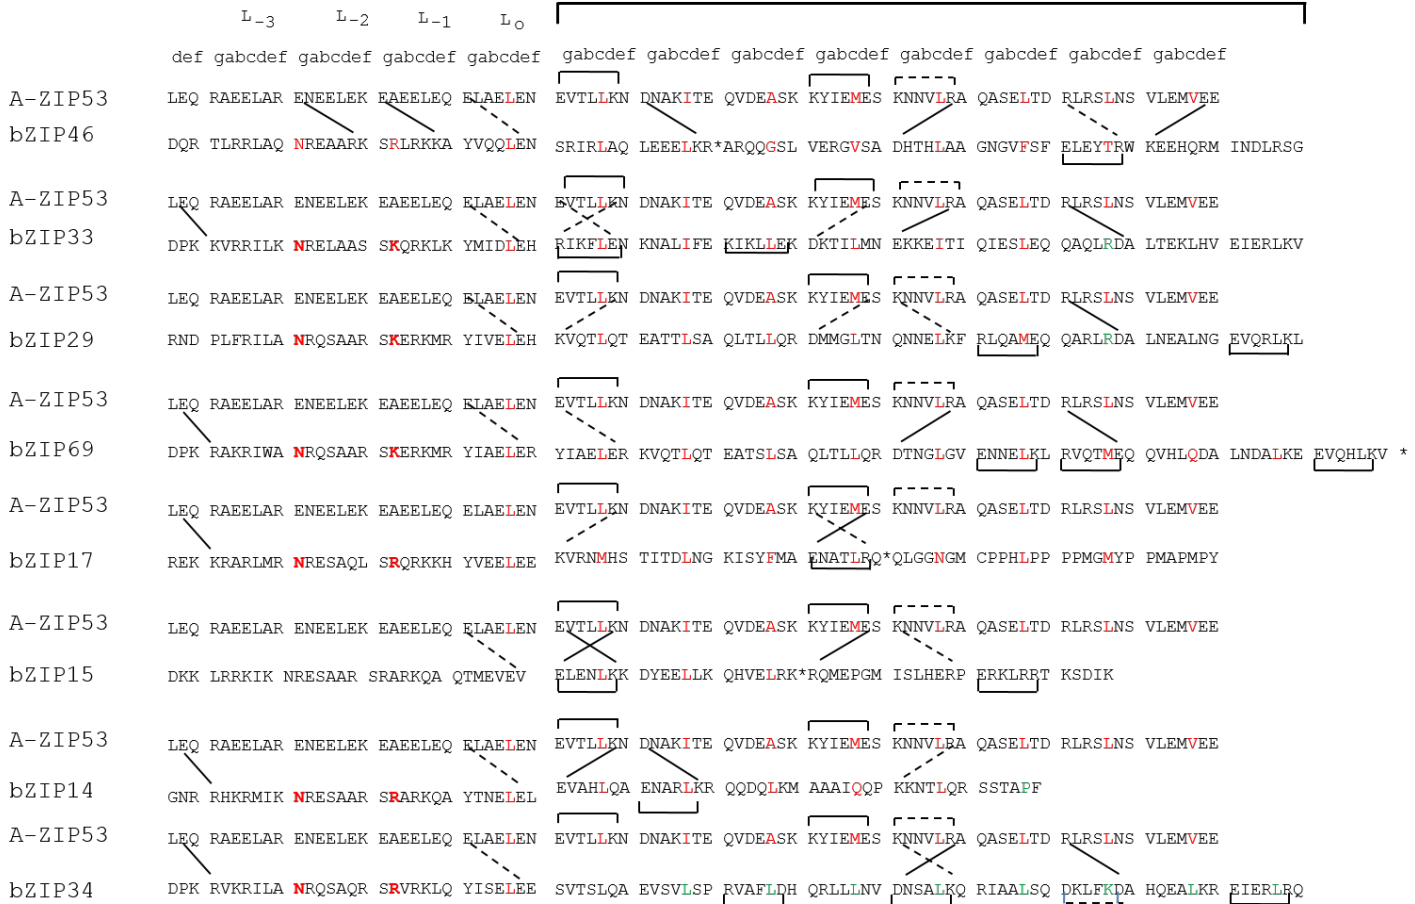 L-3 L-2 L-1 Lo
def gabcdef gabcdef gabcdef gabcdef gabcdef gabcdef gabcdef gabcdef gabcdef gabcdef gabcdef gabcdef
A-ZIP53 LEQ RAEELAR ENEELEK EAEELEQ ELAELEN EVTLLKN DNAKITE QVDEASK KYIEMES KNNVLRA QASELTD RLRSLNS VLEMVEE
bZIP46 DQR TLRRLAQ NREAARK SRLRKKA YVQQLEN SRIRLAQ LEEELKR*ARQQGSL VERGVSA DHTHLAA GNGVFSF ELEYTRW KEEHQRM INDLRSG
A-ZIP53 LEQ RAEELAR ENEELEK EAEELEQ ELAELEN EVTLLKN DNAKITE QVDEASK KYIEMES KNNVLRA QASELTD RLRSLNS VLEMVEE
bZIP33 DPK KVRRILK NRELAAS SKQRKLK YMIDLEH RIKFLEN KNALIFE KIKLLEK DKTILMN EKKEITI QIESLEQ QAQLRDA LTEKLHV EIERLKV
A-ZIP53 LEQ RAEELAR ENEELEK EAEELEQ ELAELEN EVTLLKN DNAKITE QVDEASK KYIEMES KNNVLRA QASELTD RLRSLNS VLEMVEE
bZIP29 RND PLFRILA NRQSAAR SKERKMR YIVELEH KVQTLQT EATTLSA QLTLLQR DMMGLTN QNNELKF RLQAMEQ QARLRDA LNEALNG EVQRLKL
A-ZIP53 LEQ RAEELAR ENEELEK EAEELEQ ELAELEN EVTLLKN DNAKITE QVDEASK KYIEMES KNNVLRA QASELTD RLRSLNS VLEMVEE
bZIP69 DPK RAKRIWA NRQSAAR SKERKMR YIAELER YIAELER KVQTLQT EATSLSA QLTLLQR DTNGLGV ENNELKL RVQTMEQ QVHLQDA LNDALKE EVQHLKV *
A-ZIP53 LEQ RAEELAR ENEELEK EAEELEQ ELAELEN EVTLLKN DNAKITE QVDEASK KYIEMES KNNVLRA QASELTD RLRSLNS VLEMVEE
bZIP17 REK KRARLMR NRESAQL SRQRKKH YVEELEE KVRNMHS TITDLNG KISYFMA ENATLRQ*QLGGNGM CPPHLPP PPMGMYP PMAPMPY
A-ZIP53 LEQ RAEELAR ENEELEK EAEELEQ ELAELEN EVTLLKN DNAKITE QVDEASK KYIEMES KNNVLRA QASELTD RLRSLNS VLEMVEE
bZIP15 DKK LRRKIK NRESAAR SRARKQA QTMEVEV ELENLKK DYEELLK QHVELRK*RQMEPGM ISLHERP ERKLRRT KSDIK
A-ZIP53 LEQ RAEELAR ENEELEK EAEELEQ ELAELEN EVTLLKN DNAKITE QVDEASK KYIEMES KNNVLRA QASELTD RLRSLNS VLEMVEE
bZIP14 GNR RHKRMIK NRESAAR SRARKQA YTNELEL EVAHLQA ENARLKR QQDQLKM AAAIQQP KKNTLQR SSTAPF
A-ZIP53 LEQ RAEELAR ENEELEK EAEELEQ ELAELEN EVTLLKN DNAKITE QVDEASK KYIEMES KNNVLRA QASELTD RLRSLNS VLEMVEE
bZIP34 DPK RVKRILA NRQSAQR SRVRKLQ YISELEE SVTSLQA EVSVLSP RVAFLDH QRLLLNV DNSALKQ RIAALSQ DKLFKDA HQEALKR EIERLRQ